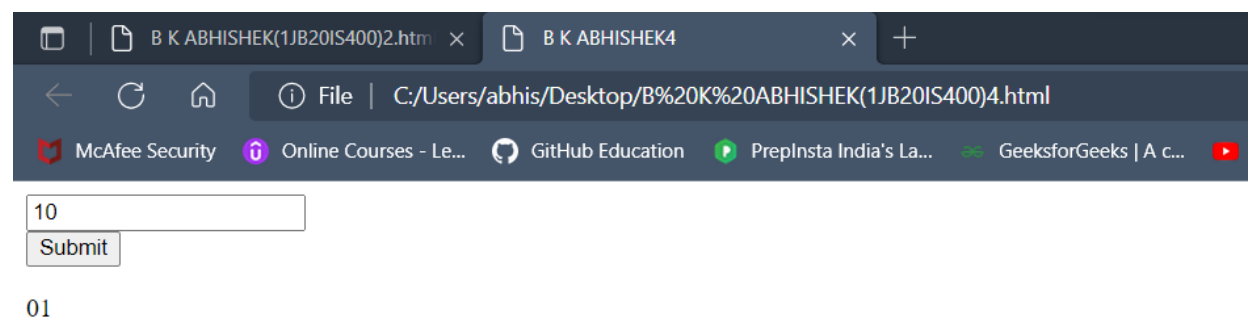 B K ABHISHEK(1JB20IS400)2.htm
B K ABHISHEK4
File | C:/Users/abhis/Desktop/B%20K%20ABHISHEK(1JB20IS400)4.html
McAfee Security Online Courses - Le... GitHub Education PrepInsta India's La... GeeksforGeeks | A c...
10
Submit
01